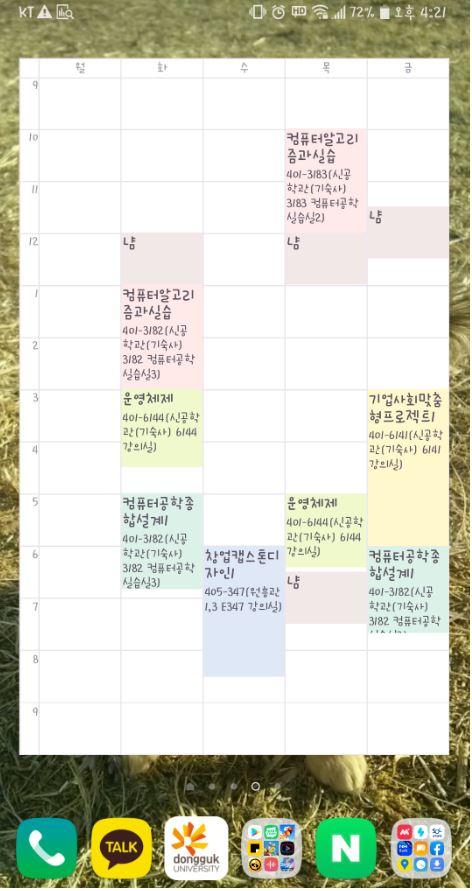 KT HD 72% 오후 4:21
월 화 수 목 금
9
10
11
12
1
2
3
4
5
6
7
8
9
냠
컴퓨터알고리
즘과실습
401-3182(신공
학관(기숙사)
3182 컴퓨터공학
실습실3)
운영체제
401-6144(신공학
관(기숙사) 6144
강의실)
컴퓨터공학종
합설계1
401-3182(신공
학관(기숙사)
3182 컴퓨터공학
실습실3)
창업캡스톤디
자인1
405-347(원흥관
1,3 E347 강의실)
컴퓨터알고리
즘과실습
401-3183(신공
학관(기숙사)
3183 컴퓨터공학
실습실2)
냠
운영체제
401-6144(신공학
관(기숙사) 6144
강의실)
냠
냠
기업사회맞춤
형프로젝트1
401-6141(신공학
관(기숙사) 6141
강의실)
컴퓨터공학종
합설계1
401-3182(신공
학관(기숙사)
3182 컴퓨터공학
TALK
dongguk
UNIVERSITY
N